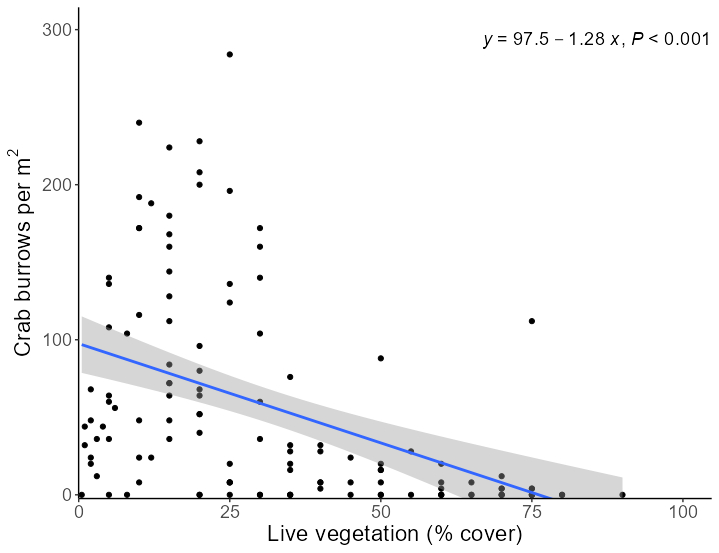 300
y = 97.5 – 1.28 x, P < 0.001
200
100
0
Crab burrows per m²
0 25 50 75 100
Live vegetation (% cover)